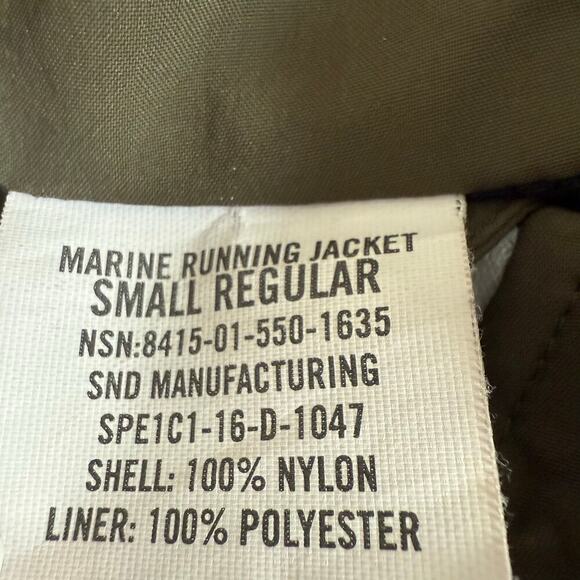 MARINE RUNNING JACKET
SMALL REGULAR
NSN:8415-01-550-1635
SND MANUFACTURING
SPE1C1-16-D-1047
SHELL: 100% NYLON
LINER: 100% POLYESTER